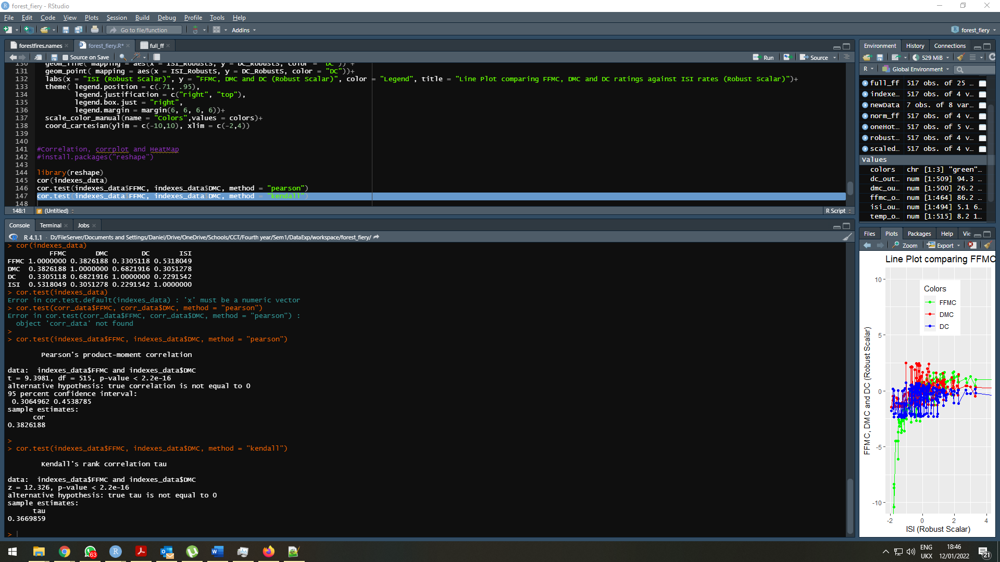 forest_fiery - RStudio
File Edit Code View Plots Session Build Debug Profile Tools Help
Go to file/function Addins forest_fiery
forestfires.names forest_fiery.R* full_ff
Source on Save Run Source
130 geom_line( mapping = aes(x = ISI_RobustS, y = DC_RobustS, color = "DC")) +
131 geom_point( mapping = aes(x = ISI_RobustS, y = DC_RobustS, color = "DC"))+
132 labs(x = "ISI (Robust Scalar)", y = "FFMC, DMC and DC (Robust Scalar)", color = "Legend", title = "Line Plot comparing FFMC, DMC and DC ratings against ISI rates (Robust Scalar)")+
133 theme( legend.position = c(.71, .95),
134 legend.justification = c("right", "top"),
135 legend.box.just = "right",
136 legend.margin = margin(6, 6, 6, 6))+
137 scale_color_manual(name = "Colors",values = colors)+
138 coord_cartesian(ylim = c(-10,10), xlim = c(-2,4))
139
140
141 #Correlation, corrplot and HeatMap
142 #install.packages("reshape")
143
144 library(reshape)
145 cor(indexes_data)
146 cor.test(indexes_data$FFMC, indexes_data$DMC, method = "pearson")
147 cor.test(indexes_data$FFMC, indexes_data$DMC, method = "kendall")
148
148:1 # (Untitled) R Script
Console Terminal Jobs
R 4.1.1 · D:/FileServer/Documents and Settings/Daniel/Drive/OneDrive/Schools/CCT/Fourth year/Sem1/DataExp/workspace/forest_fiery/
> cor(indexes_data)
FFMC DMC DC ISI
FFMC 1.0000000 0.3826188 0.3305118 0.5318049
DMC 0.3826188 1.0000000 0.6821916 0.3051278
DC 0.3305118 0.6821916 1.0000000 0.2291542
ISI 0.5318049 0.3051278 0.2291542 1.0000000
> cor.test(indexes_data)
Error in cor.test.default(indexes_data) : 'x' must be a numeric vector
> cor.test(corr_data$FFMC, corr_data$DMC, method = "pearson")
Error in cor.test(corr_data$FFMC, corr_data$DMC, method = "pearson") :
object 'corr_data' not found
>
> cor.test(indexes_data$FFMC, indexes_data$DMC, method = "pearson")
Pearson's product-moment correlation
data: indexes_data$FFMC and indexes_data$DMC
t = 9.3981, df = 515, p-value < 2.2e-16
alternative hypothesis: true correlation is not equal to 0
95 percent confidence interval:
0.3064962 0.4538785
sample estimates:
cor
0.3826188
>
> cor.test(indexes_data$FFMC, indexes_data$DMC, method = "kendall")
Kendall's rank correlation tau
data: indexes_data$FFMC and indexes_data$DMC
z = 12.326, p-value < 2.2e-16
alternative hypothesis: true tau is not equal to 0
sample estimates:
tau
0.3669859
>
Environment History Connections
529 MiB
R Global Environment
full_ff 517 obs. of 25 …
indexe… 517 obs. of 4 v…
newData 7 obs. of 8 var…
norm_ff 517 obs. of 4 v…
oneHot… 517 obs. of 5 v…
robust… 517 obs. of 4 v…
scaled… 517 obs. of 4 v…
Values
colors chr [1:3] "green"…
dc_out… num [1:509] 94.3 …
dmc_ou… num [1:500] 26.2 …
ffmc_o… num [1:464] 86.2 …
isi_ou… num [1:494] 5.1 6…
temp_o… num [1:515] 8.2 1…
Files Plots Packages Help Vie
Zoom Export
Line Plot comparing FFMC
Colors
FFMC
DMC
DC
10
5
0
-5
-10
-2 0 2 4
ISI (Robust Scalar)
FFMC, DMC and DC (Robust Scalar)
63
ENG
UKX
18:46
12/01/2022
21